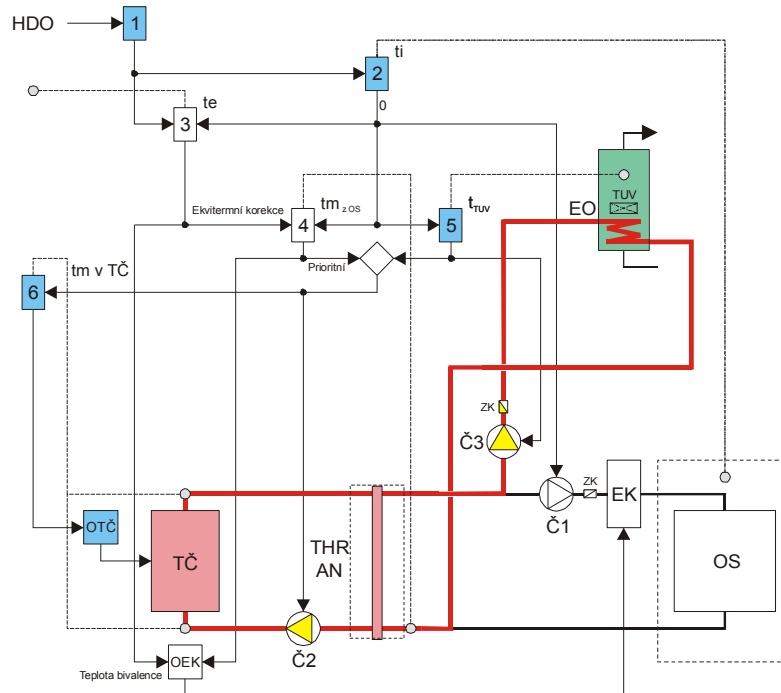 HDO
1
ti
2
0
te
3
TUV
EO
Ekvitermní korekce
tm z OS
4
t TUV
5
Prioritní
tm v TČ
6
ZK
Č3
ZK
Č1
EK
OTČ
TČ
THR
AN
OS
Č2
OEK
Teplota bivalence